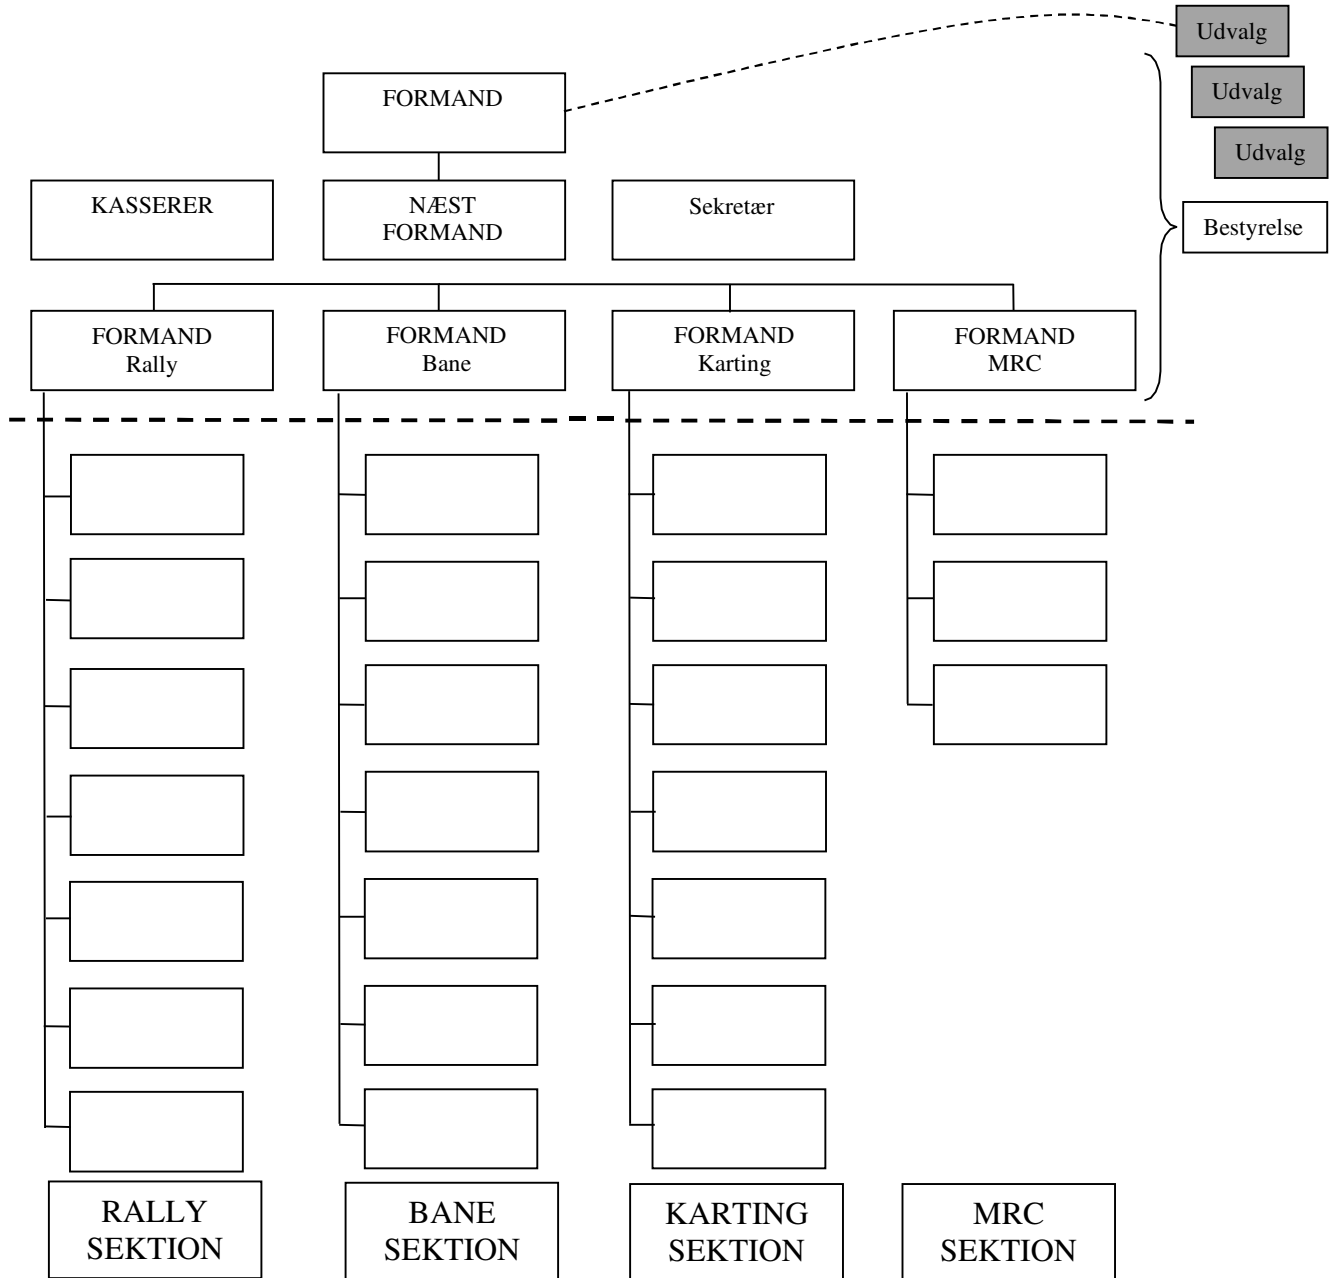 Udvalg
Udvalg
Udvalg
FORMAND
KASSERER
NÆST
FORMAND
Sekretær
Bestyrelse
FORMAND
Rally
FORMAND
Bane
FORMAND
Karting
FORMAND
MRC
RALLY
SEKTION
BANE
SEKTION
KARTING
SEKTION
MRC
SEKTION